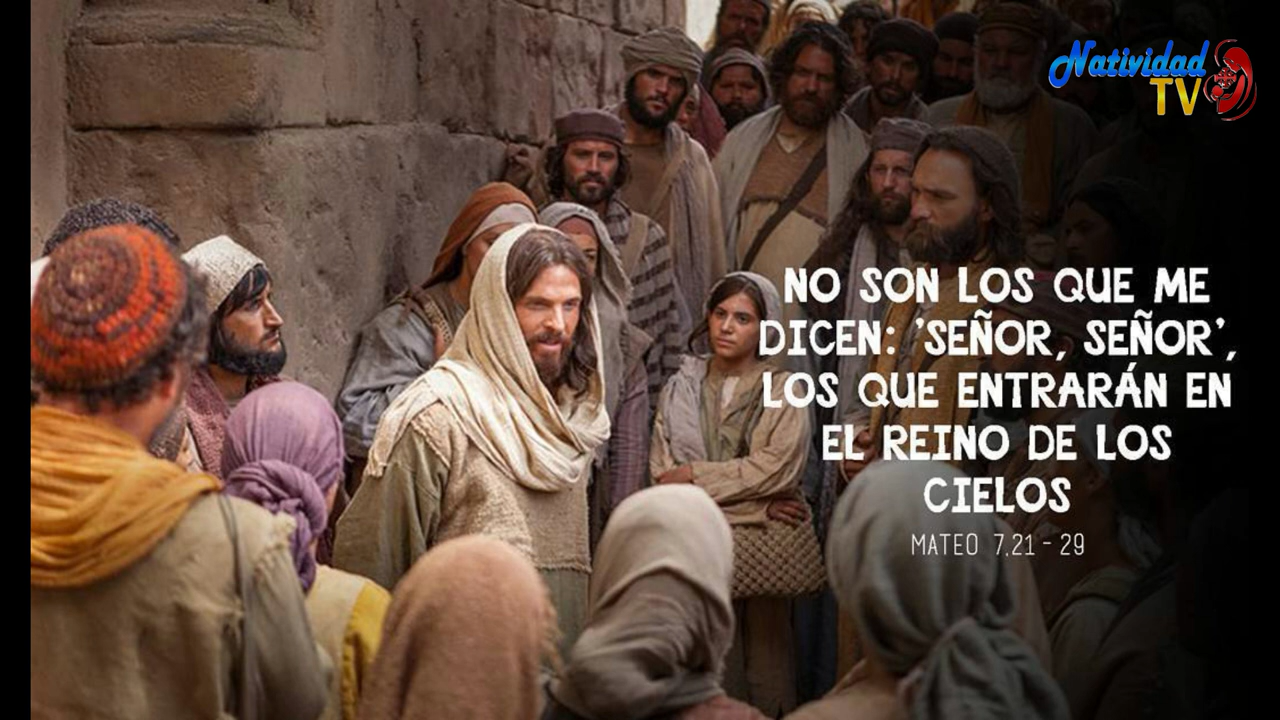 Natividad
TV
NO SON LOS QUE ME
DICEN: 'SEÑOR, SEÑOR',
LOS QUE ENTRARÁN EN
EL REINO DE LOS
CIELOS
MATEO 7,21 - 29